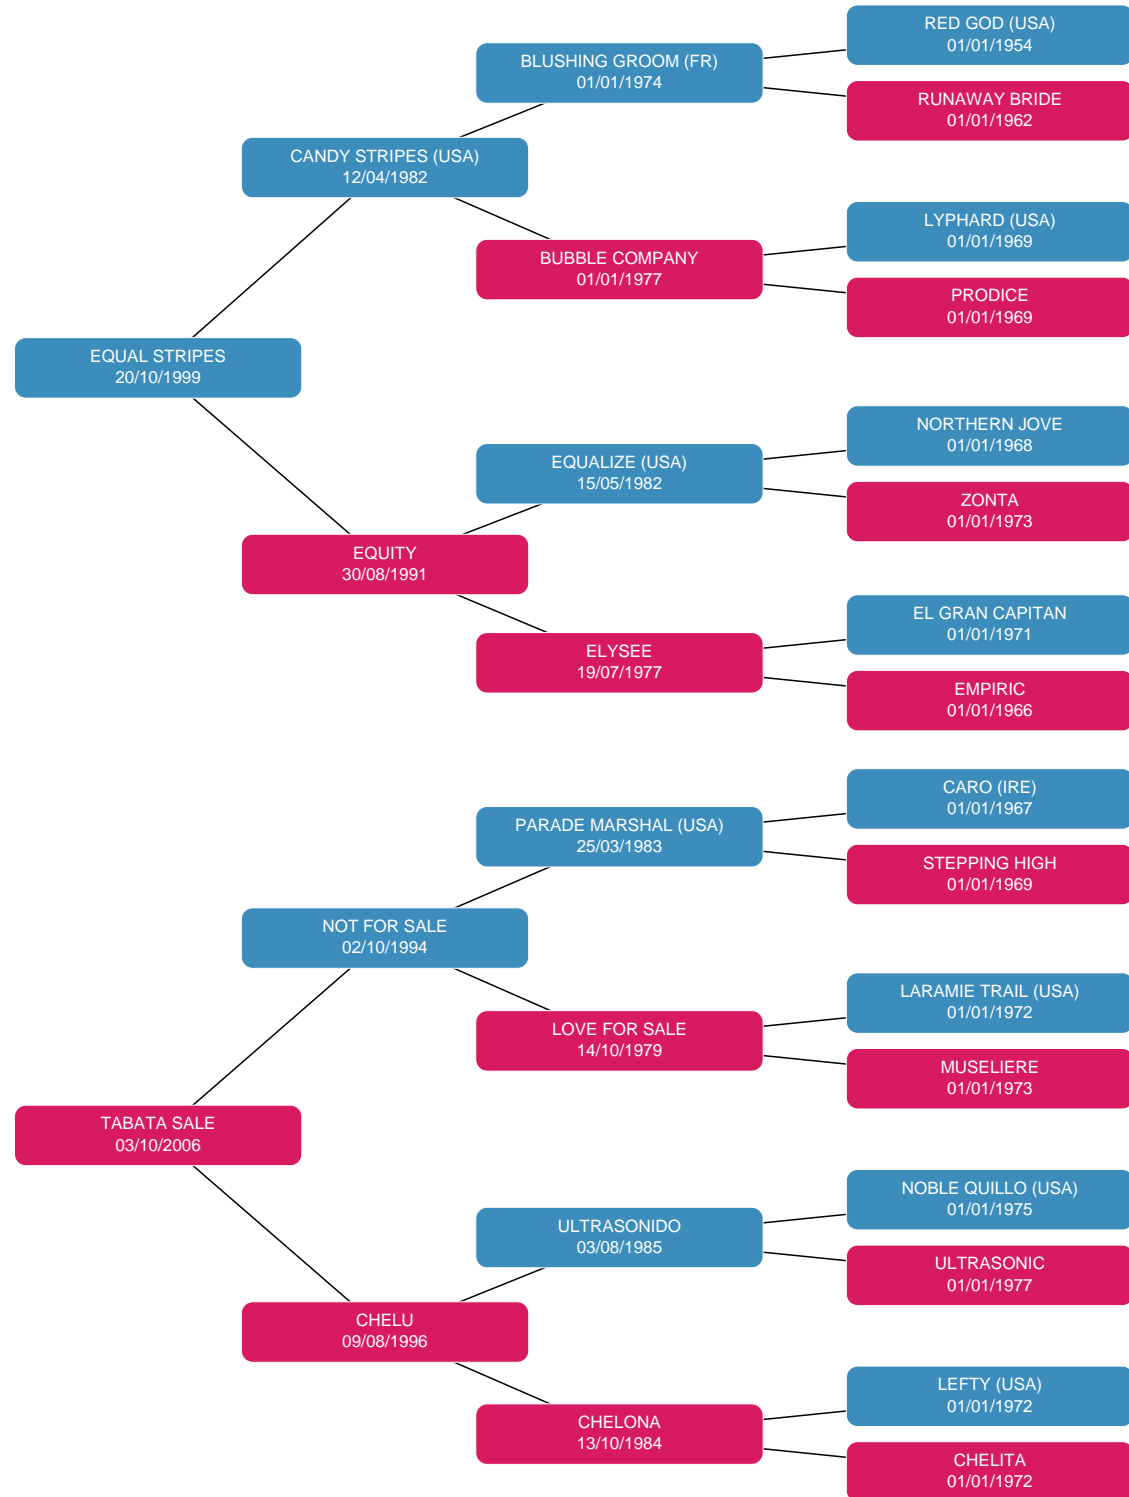 RED GOD (USA)
01/01/1954
BLUSHING GROOM (FR)
01/01/1974
RUNAWAY BRIDE
01/01/1962
CANDY STRIPES (USA)
12/04/1982
LYPHARD (USA)
01/01/1969
BUBBLE COMPANY
01/01/1977
PRODICE
01/01/1969
EQUAL STRIPES
20/10/1999
NORTHERN JOVE
01/01/1968
EQUALIZE (USA)
15/05/1982
ZONTA
01/01/1973
EQUITY
30/08/1991
EL GRAN CAPITAN
01/01/1971
ELYSEE
19/07/1977
EMPIRIC
01/01/1966
CARO (IRE)
01/01/1967
PARADE MARSHAL (USA)
25/03/1983
STEPPING HIGH
01/01/1969
NOT FOR SALE
02/10/1994
LARAMIE TRAIL (USA)
01/01/1972
LOVE FOR SALE
14/10/1979
MUSELIERE
01/01/1973
TABATA SALE
03/10/2006
NOBLE QUILLO (USA)
01/01/1975
ULTRASONIDO
03/08/1985
ULTRASONIC
01/01/1977
CHELU
09/08/1996
LEFTY (USA)
01/01/1972
CHELONA
13/10/1984
CHELITA
01/01/1972